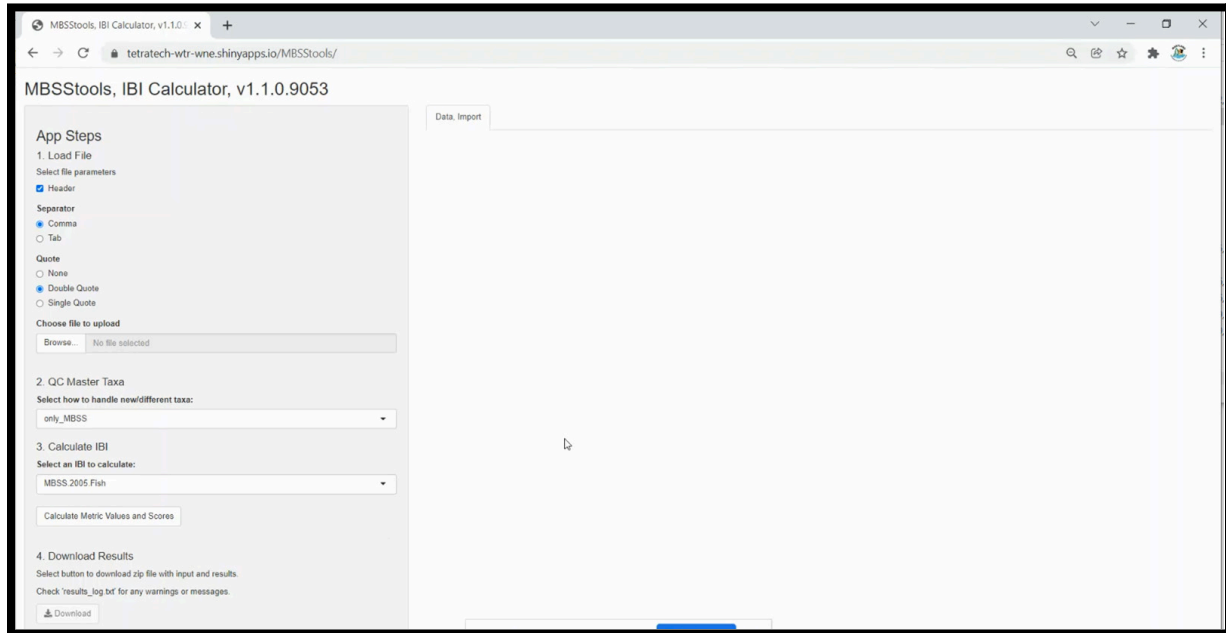 MBSStools, IBI Calculator, v1.1.0.
tetratech-wtr-wne.shinyapps.io/MBSStools/
MBSStools, IBI Calculator, v1.1.0.9053
Data, Import
App Steps
1. Load File
Select file parameters
Header
Separator
Comma
Tab
Quote
None
Double Quote
Single Quote
Choose file to upload
Browse... No file selected
2. QC Master Taxa
Select how to handle new/different taxa:
only_MBSS
3. Calculate IBI
Select an IBI to calculate:
MBSS.2005.Fish
Calculate Metric Values and Scores
4. Download Results
Select button to download zip file with input and results.
Check 'results_log.txt' for any warnings or messages.
Download